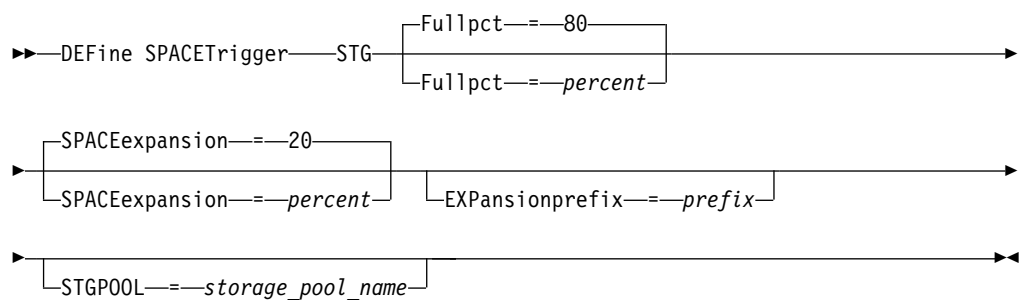 Fullpct = 80
DEFine SPACETrigger STG
Fullpct = percent
SPACEexpansion = 20
SPACEexpansion = percent
EXPansionprefix = prefix
STGPOOL = storage_pool_name